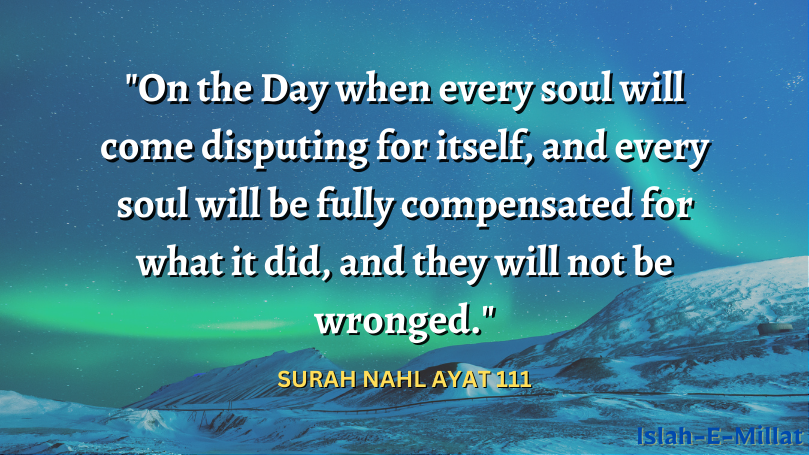 "On the Day when every soul will
come disputing for itself, and every
soul will be fully compensated for
what it did, and they will not be
wronged."
SURAH NAHL AYAT 111
Islah-E-Millat